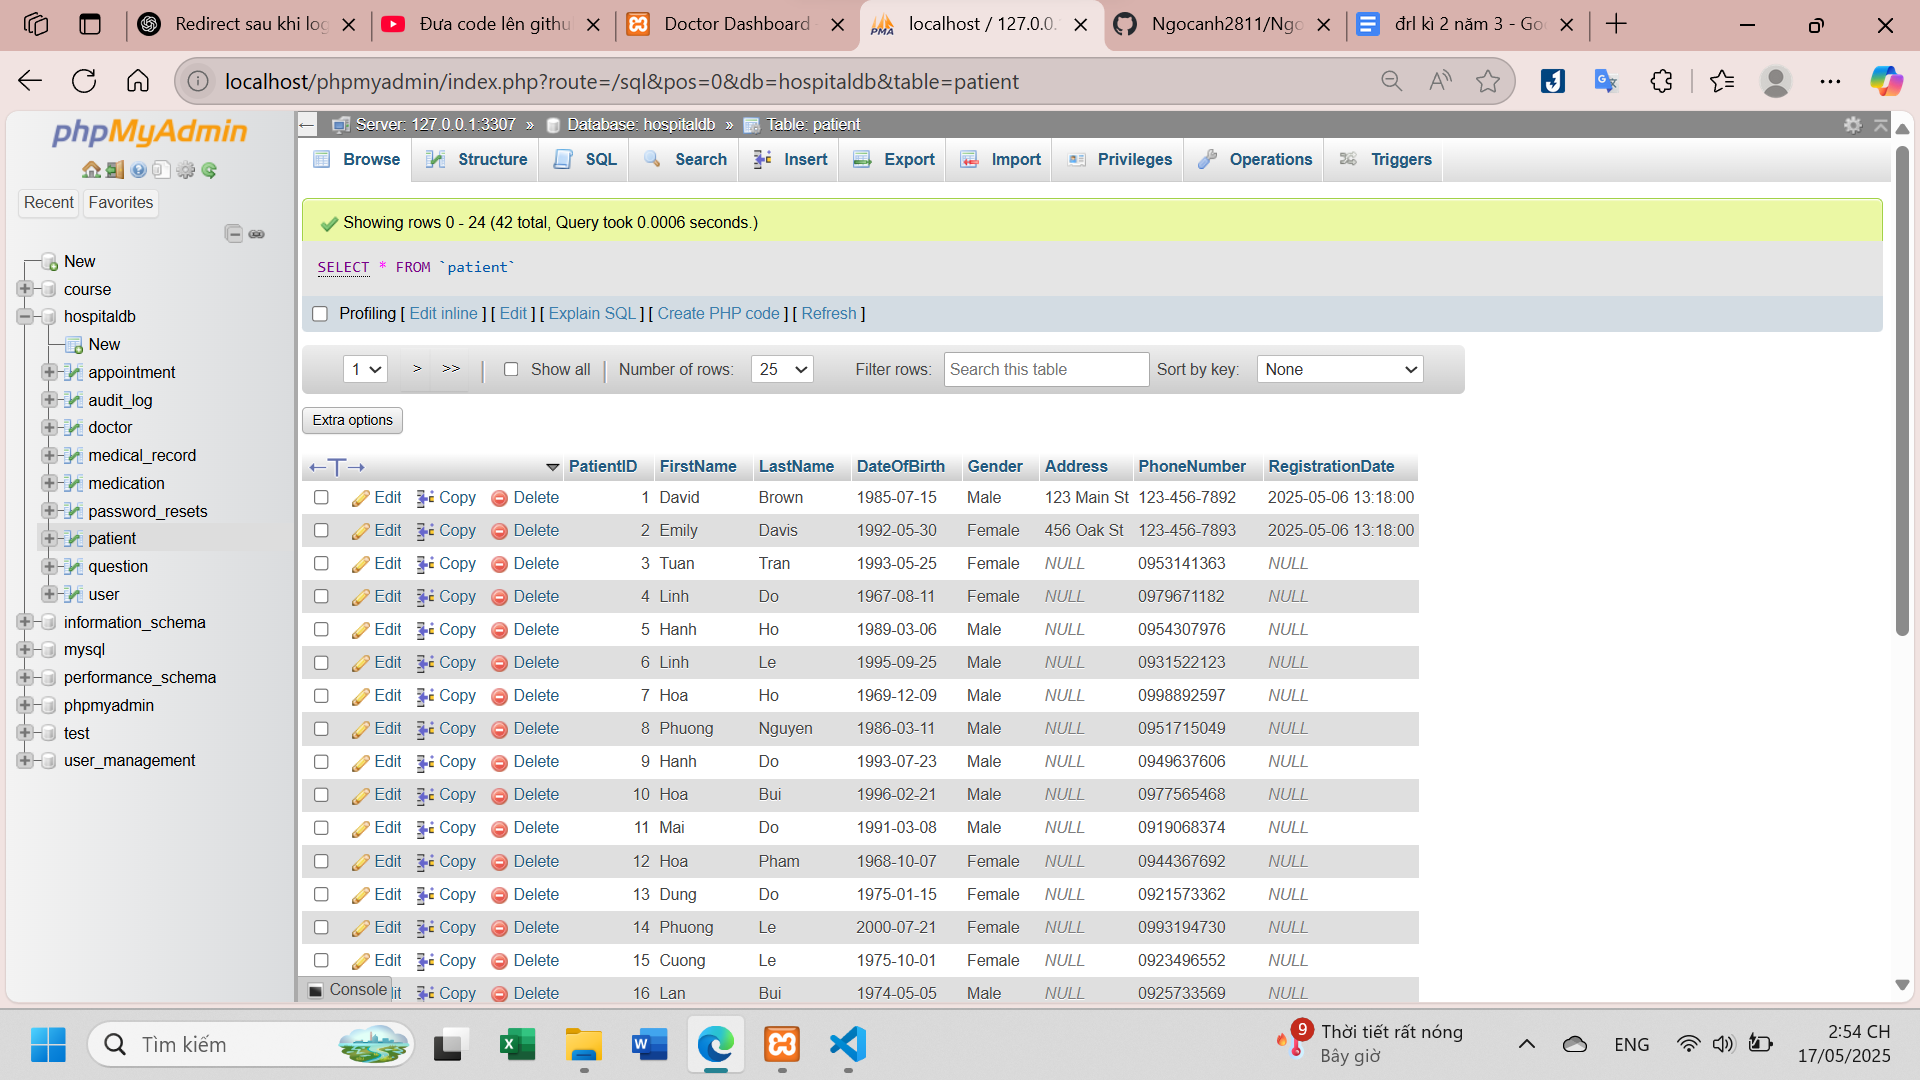 Redirect sau khi log
Đưa code lên githu
Doctor Dashboard
localhost / 127.0.0.
Ngocanh2811/Ngo
đrl kì 2 năm 3 - Goo
localhost/phpmyadmin/index.php?route=/sql&pos=0&db=hospitaldb&table=patient
phpMyAdmin
Recent
Favorites
New
course
hospitaldb
New
appointment
audit_log
doctor
medical_record
medication
password_resets
patient
question
user
information_schema
mysql
performance_schema
phpmyadmin
test
user_management
Server: 127.0.0.1:3307 » Database: hospitaldb » Table: patient
Browse Structure SQL Search Insert Export Import Privileges Operations Triggers
Showing rows 0 - 24 (42 total, Query took 0.0006 seconds.)
SELECT * FROM `patient`
Profiling [ Edit inline ] [ Edit ] [ Explain SQL ] [ Create PHP code ] [ Refresh ]
1 > >> | Show all | Number of rows: 25 Filter rows: Search this table Sort by key: None
Extra options
←T→ PatientID FirstName LastName DateOfBirth Gender Address PhoneNumber RegistrationDate
Edit Copy Delete 1 David Brown 1985-07-15 Male 123 Main St 123-456-7892 2025-05-06 13:18:00
Edit Copy Delete 2 Emily Davis 1992-05-30 Female 456 Oak St 123-456-7893 2025-05-06 13:18:00
Edit Copy Delete 3 Tuan Tran 1993-05-25 Female NULL 0953141363 NULL
Edit Copy Delete 4 Linh Do 1967-08-11 Female NULL 0979671182 NULL
Edit Copy Delete 5 Hanh Ho 1989-03-06 Male NULL 0954307976 NULL
Edit Copy Delete 6 Linh Le 1995-09-25 Male NULL 0931522123 NULL
Edit Copy Delete 7 Hoa Ho 1969-12-09 Male NULL 0998892597 NULL
Edit Copy Delete 8 Phuong Nguyen 1986-03-11 Male NULL 0951715049 NULL
Edit Copy Delete 9 Hanh Do 1993-07-23 Male NULL 0949637606 NULL
Edit Copy Delete 10 Hoa Bui 1996-02-21 Male NULL 0977565468 NULL
Edit Copy Delete 11 Mai Do 1991-03-08 Male NULL 0919068374 NULL
Edit Copy Delete 12 Hoa Pham 1968-10-07 Female NULL 0944367692 NULL
Edit Copy Delete 13 Dung Do 1975-01-15 Female NULL 0921573362 NULL
Edit Copy Delete 14 Phuong Le 2000-07-21 Female NULL 0993194730 NULL
Edit Copy Delete 15 Cuong Le 1975-10-01 Female NULL 0923496552 NULL
Console it Copy Delete 16 Lan Bui 1974-05-05 Male NULL 0925733569 NULL
Tìm kiếm
9
Thời tiết rất nóng
Bây giờ
ENG
2:54 CH
17/05/2025